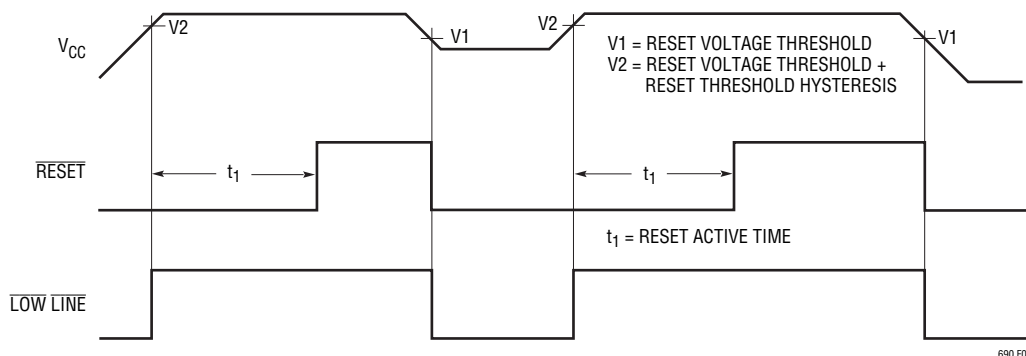 V2
V1
V2
V1
VCC
V1 = RESET VOLTAGE THRESHOLD
V2 = RESET VOLTAGE THRESHOLD +
RESET THRESHOLD HYSTERESIS
RESET
t1
t1
t1 = RESET ACTIVE TIME
LOW LINE